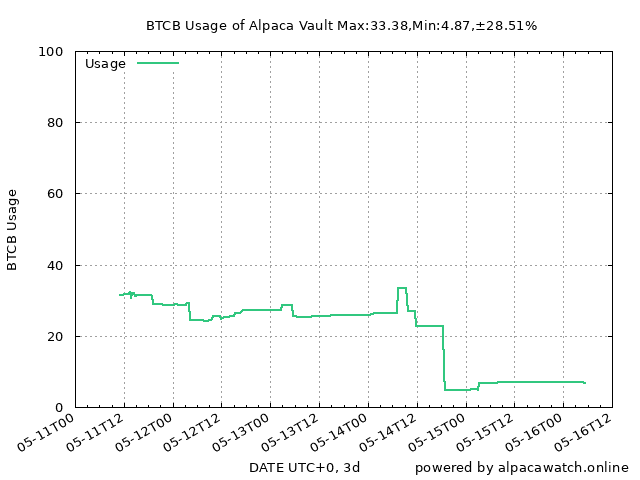 BTCB Usage of Alpaca Vault Max:33.38,Min:4.87,±28.51%
Usage
100
80
60
40
20
0
BTCB Usage
05-11T00
05-11T12
05-12T00
05-12T12
05-13T00
05-13T12
05-14T00
05-14T12
05-15T00
05-15T12
05-16T00
05-16T12
DATE UTC+0, 3d
powered by alpacawatch.online